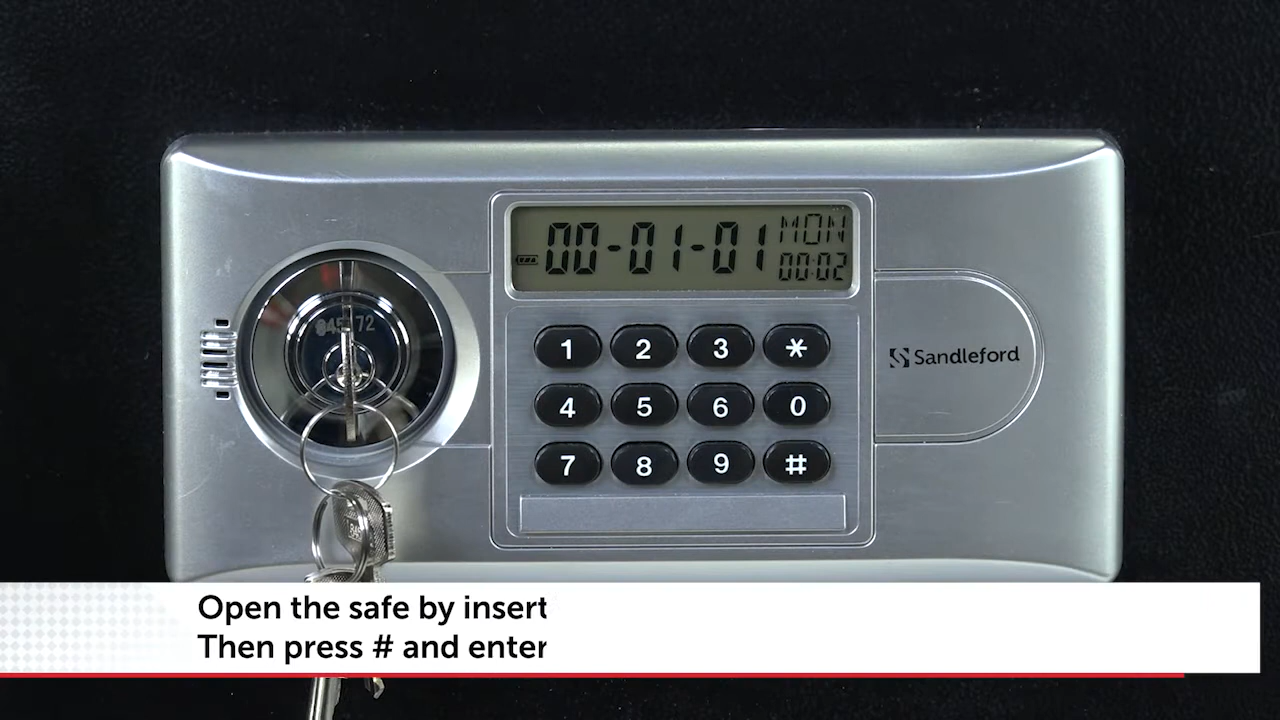 00-01-01 MON
00:02
1 2 3 *
4 5 6 0
7 8 9 #
Sandleford
Open the safe by insert
Then press # and enter